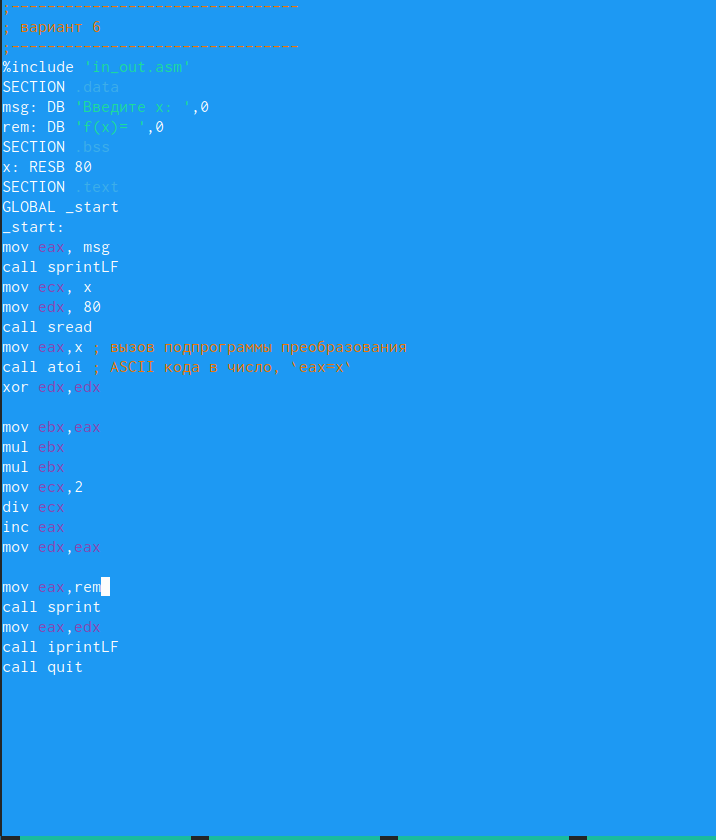 ;--------------------------------
; вариант 6
;--------------------------------
%include 'in_out.asm'
SECTION .data
msg: DB 'Введите x: ',0
rem: DB 'f(x)= ',0
SECTION .bss
x: RESB 80
SECTION .text
GLOBAL _start
_start:
mov eax, msg
call sprintLF
mov ecx, x
mov edx, 80
call sread
mov eax,x ; вызов подпрограммы преобразования
call atoi ; ASCII кода в число, `eax=x`
xor edx,edx
mov ebx,eax
mul ebx
mul ebx
mov ecx,2
div ecx
inc eax
mov edx,eax
mov eax,rem
call sprint
mov eax,edx
call iprintLF
call quit